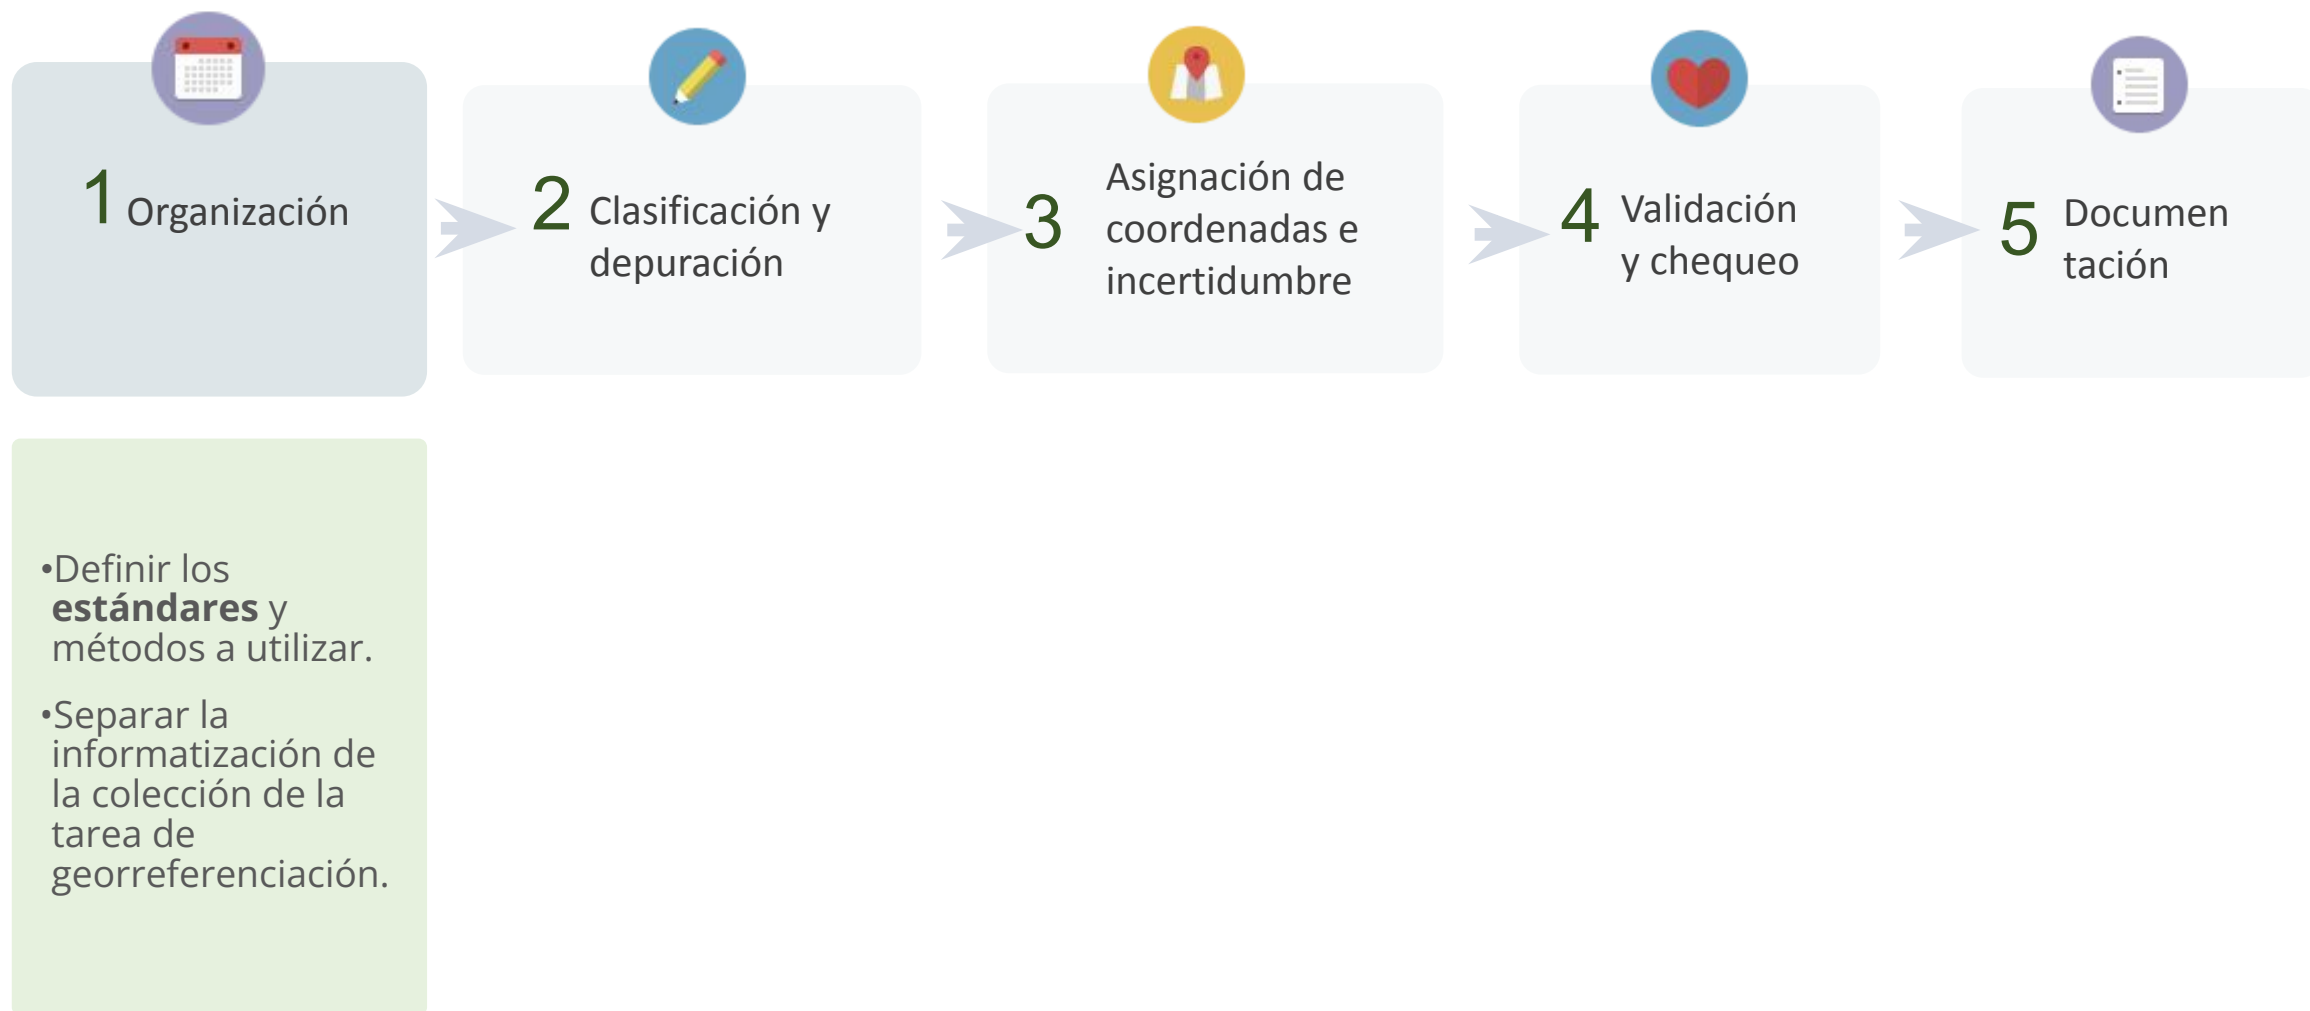 1 Organización
2 Clasificación y
depuración
3 Asignación de
coordenadas e
incertidumbre
4 Validación
y chequeo
5 Documen
tación
•Definir los
estándares y
métodos a utilizar.
•Separar la
informatización de
la colección de la
tarea de
georreferenciación.